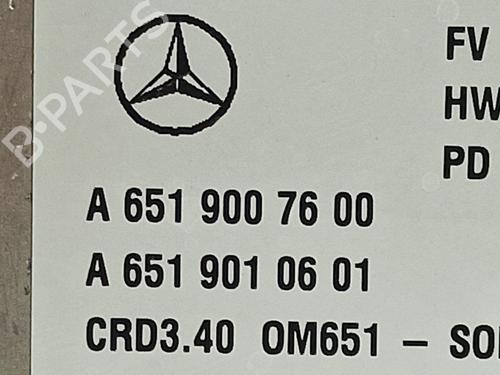 B-PARTS
FV
HW
PD
A 651 900 76 00
A 651 901 06 01
CRD3.40 OM651 –